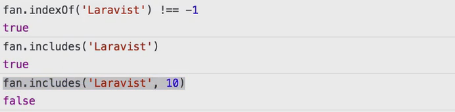 fan.indexOf('Laravist') !== -1
true
fan.includes('Laravist')
true
fan.includes('Laravist', 10)
false